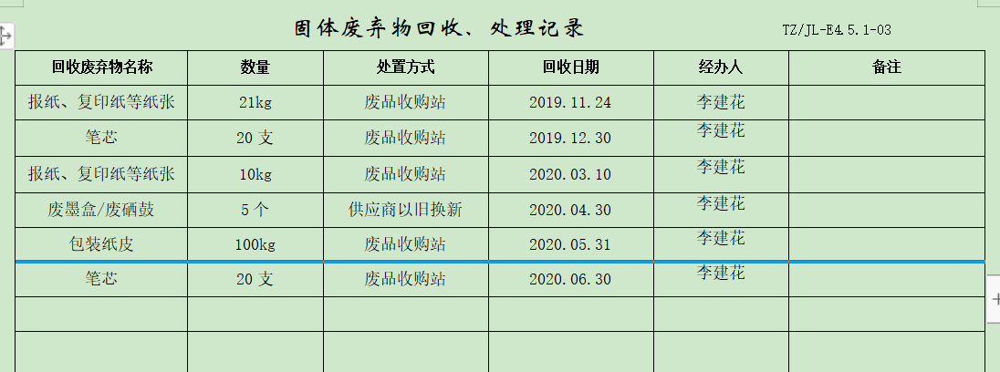 固体废弃物回收、处理记录 TZ/JL-E4.5.1-03
回收废弃物名称 数量 处置方式 回收日期 经办人 备注
报纸、复印纸等纸张 21kg 废品收购站 2019.11.24 李建花
笔芯 20支 废品收购站 2019.12.30 李建花
报纸、复印纸等纸张 10kg 废品收购站 2020.03.10 李建花
废墨盒/废硒鼓 5个 供应商以旧换新 2020.04.30 李建花
包装纸皮 100kg 废品收购站 2020.05.31 李建花
笔芯 20支 废品收购站 2020.06.30 李建花